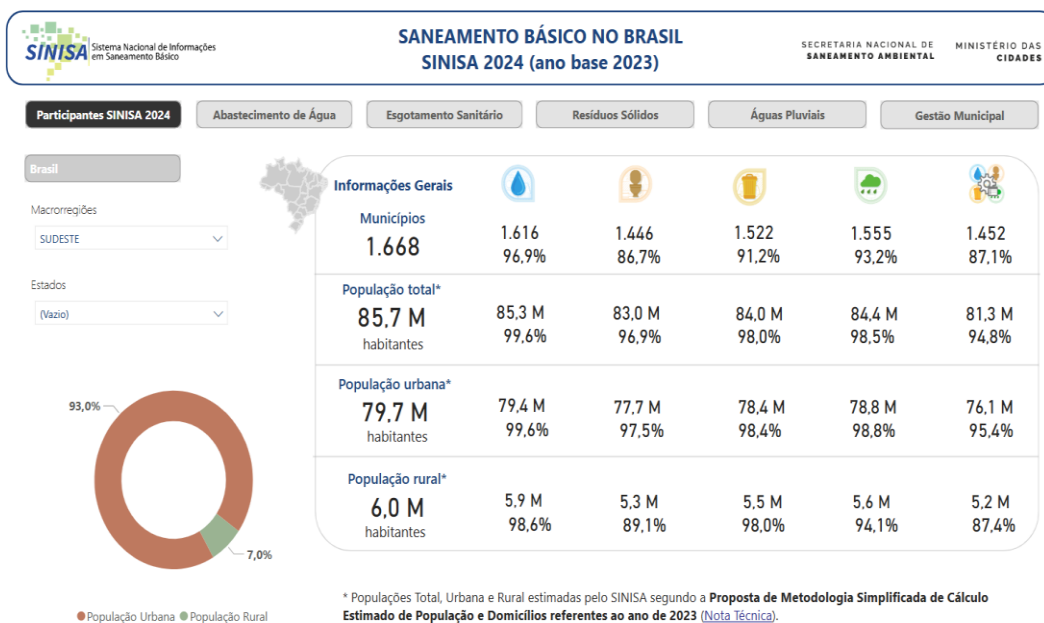 SINISA
Sistema Nacional de Informações
em Saneamento Básico
SANEAMENTO BÁSICO NO BRASIL
SINISA 2024 (ano base 2023)
SECRETARIA NACIONAL DE
SANEAMENTO AMBIENTAL
MINISTÉRIO DAS
CIDADES
Participantes SINISA 2024
Abastecimento de Água
Esgotamento Sanitário
Resíduos Sólidos
Águas Pluviais
Gestão Municipal
Brasil
Macrorregiões
SUDESTE
Estados
(Vazio)
93,0%
7,0%
População Urbana
População Rural
Informações Gerais
Municípios
1.668
1.616
1.446
1.522
1.555
1.452
96,9%
86,7%
91,2%
93,2%
87,1%
População total*
85,7 M
habitantes
85,3 M
83,0 M
84,0 M
84,4 M
81,3 M
99,6%
96,9%
98,0%
98,5%
94,8%
População urbana*
79,7 M
habitantes
79,4 M
77,7 M
78,4 M
78,8 M
76,1 M
99,6%
97,5%
98,4%
98,8%
95,4%
População rural*
6,0 M
habitantes
5,9 M
5,3 M
5,5 M
5,6 M
5,2 M
98,6%
89,1%
98,0%
94,1%
87,4%
* Populações Total, Urbana e Rural estimadas pelo SINISA segundo a Proposta de Metodologia Simplificada de Cálculo
Estimado de População e Domicílios referentes ao ano de 2023 (Nota Técnica).